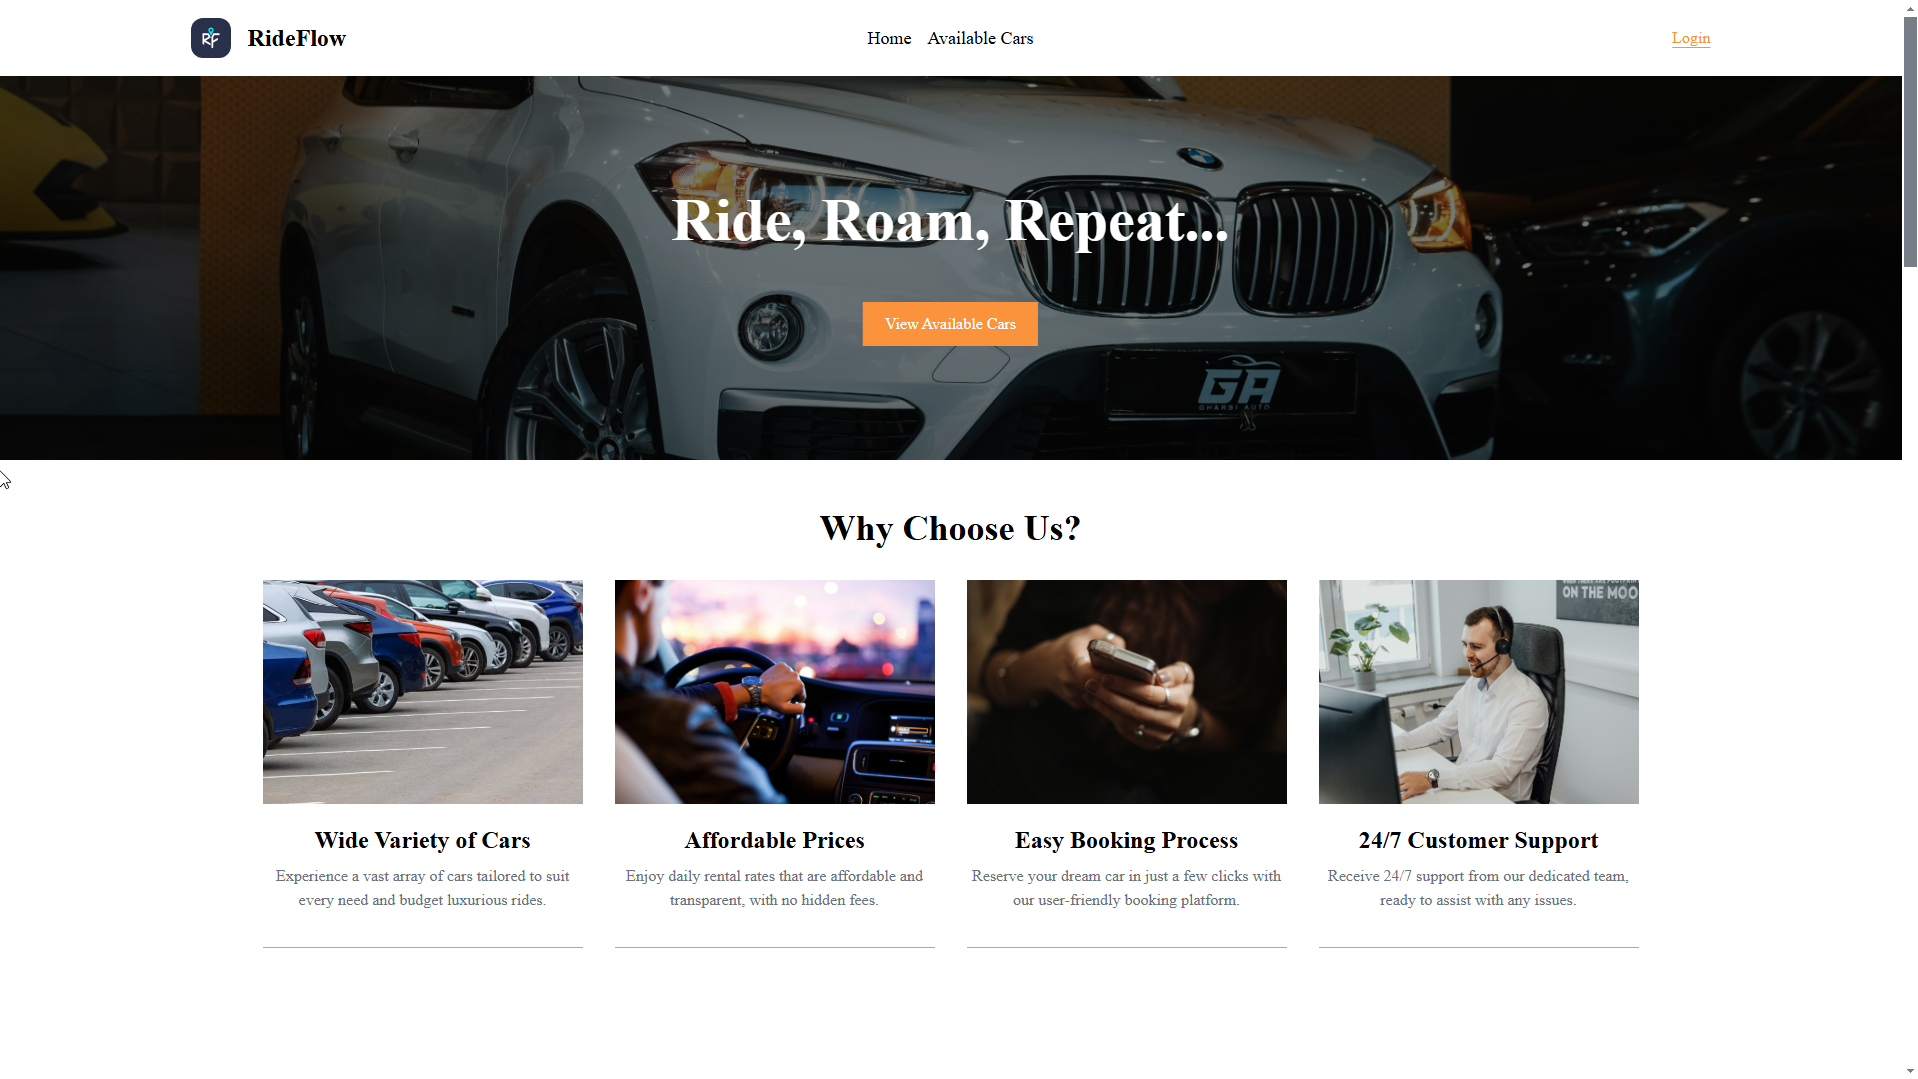 RF RideFlow
Home Available Cars
Login
Ride, Roam, Repeat...
View Available Cars
GA
GHARBI AUTO
Why Choose Us?
ON THE MOO
Wide Variety of Cars
Experience a vast array of cars tailored to suit
every need and budget luxurious rides.
Affordable Prices
Enjoy daily rental rates that are affordable and
transparent, with no hidden fees.
Easy Booking Process
Reserve your dream car in just a few clicks with
our user-friendly booking platform.
24/7 Customer Support
Receive 24/7 support from our dedicated team,
ready to assist with any issues.